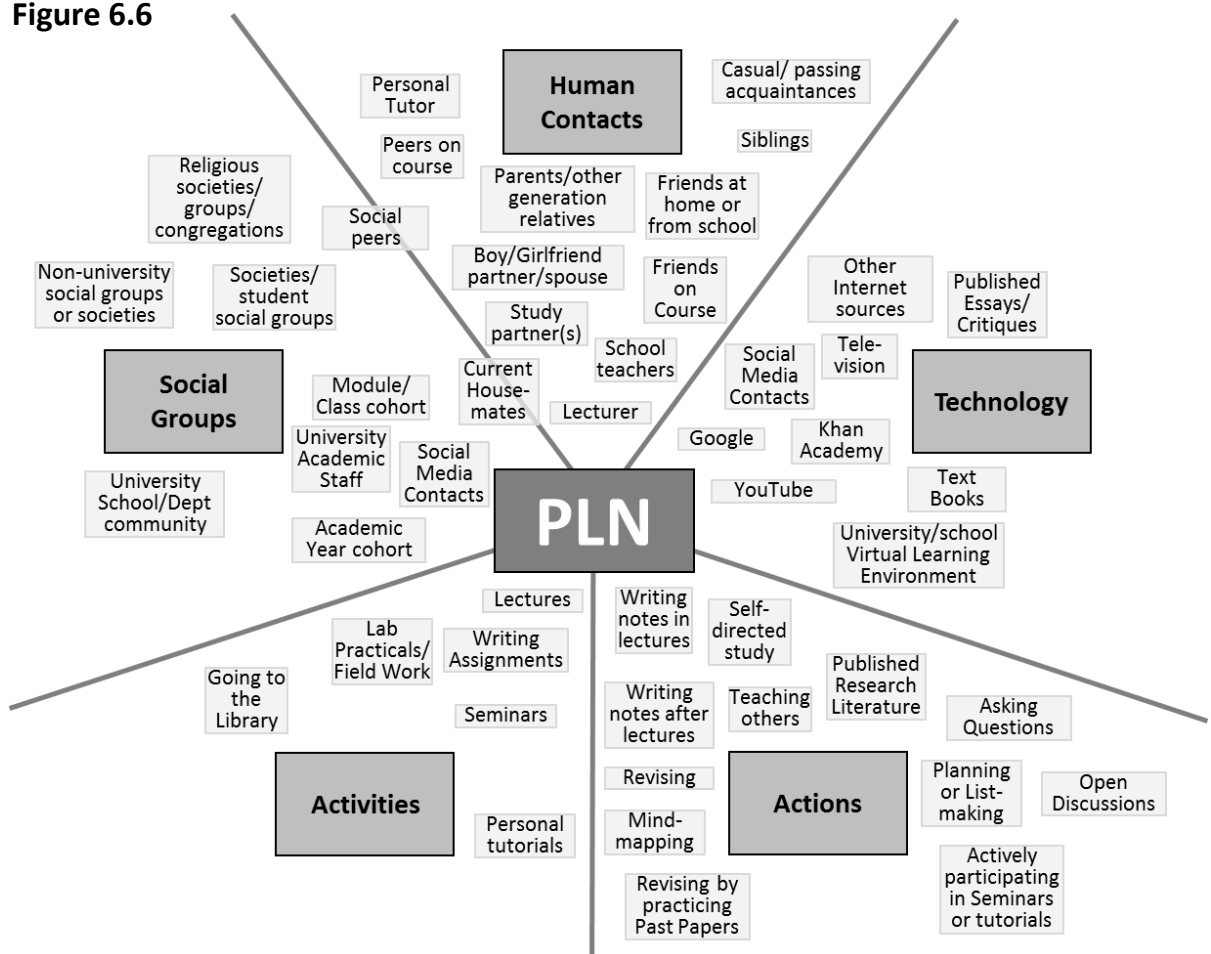 Figure 6.6
Human
Contacts
Personal
Tutor
Casual/ passing
acquaintances
Peers on
course
Siblings
Parents/other
generation
relatives
Friends at
home or
from school
Social
peers
Boy/Girlfriend
partner/spouse
Friends
on
Course
Study
partner(s)
School
teachers
Current
House-
mates
Lecturer
Religious
societies/
groups/
congregations
Non-university
social groups
or societies
Societies/
student
social groups
Social
Groups
Module/
Class cohort
University
Academic
Staff
Social
Media
Contacts
University
School/Dept
community
Academic
Year cohort
Other
Internet
sources
Published
Essays/
Critiques
Social
Media
Contacts
Tele-
vision
Technology
Google
Khan
Academy
YouTube
Text
Books
University/school
Virtual Learning
Environment
PLN
Lectures
Lab
Practicals/
Field Work
Writing
Assignments
Going to
the
Library
Seminars
Activities
Personal
tutorials
Writing
notes in
lectures
Self-
directed
study
Published
Research
Literature
Writing
notes after
lectures
Teaching
others
Asking
Questions
Revising
Actions
Planning
or List-
making
Open
Discussions
Mind-
mapping
Revising by
practicing
Past Papers
Actively
participating
in Seminars
or tutorials